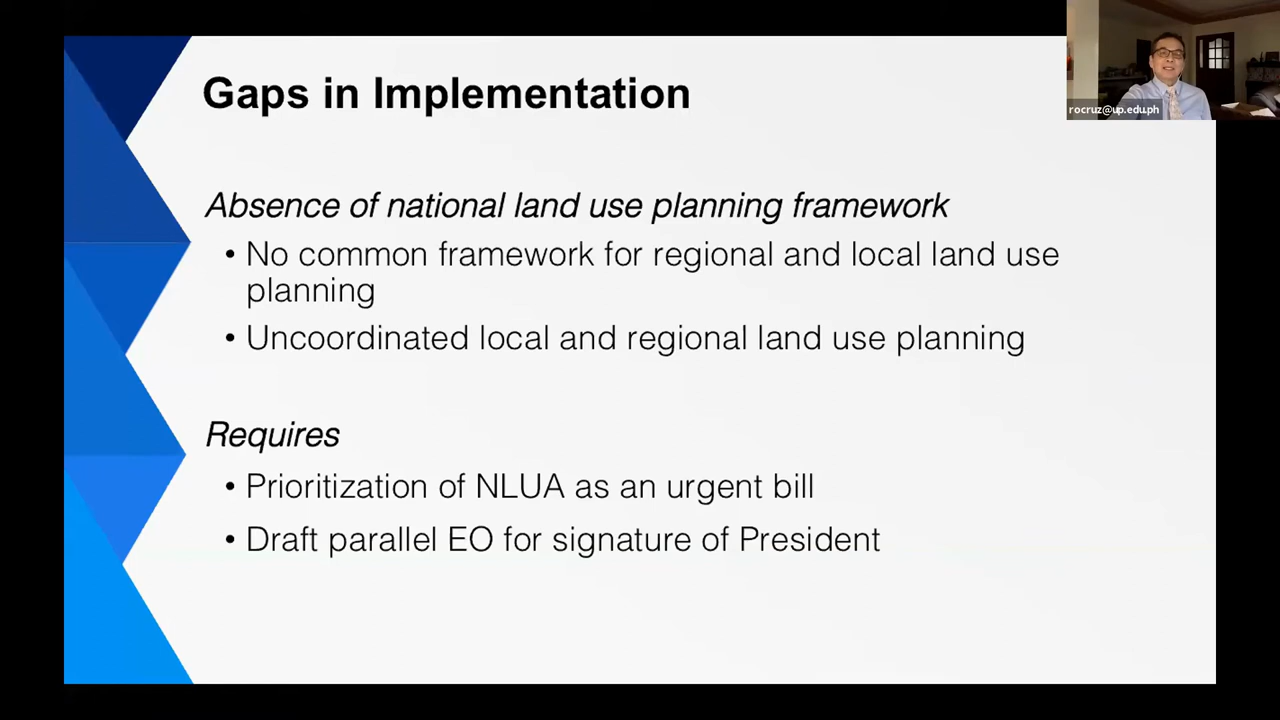 Gaps in Implementation
rocruz@up.edu.ph
Absence of national land use planning framework
• No common framework for regional and local land use
planning
• Uncoordinated local and regional land use planning
Requires
• Prioritization of NLUA as an urgent bill
• Draft parallel EO for signature of President